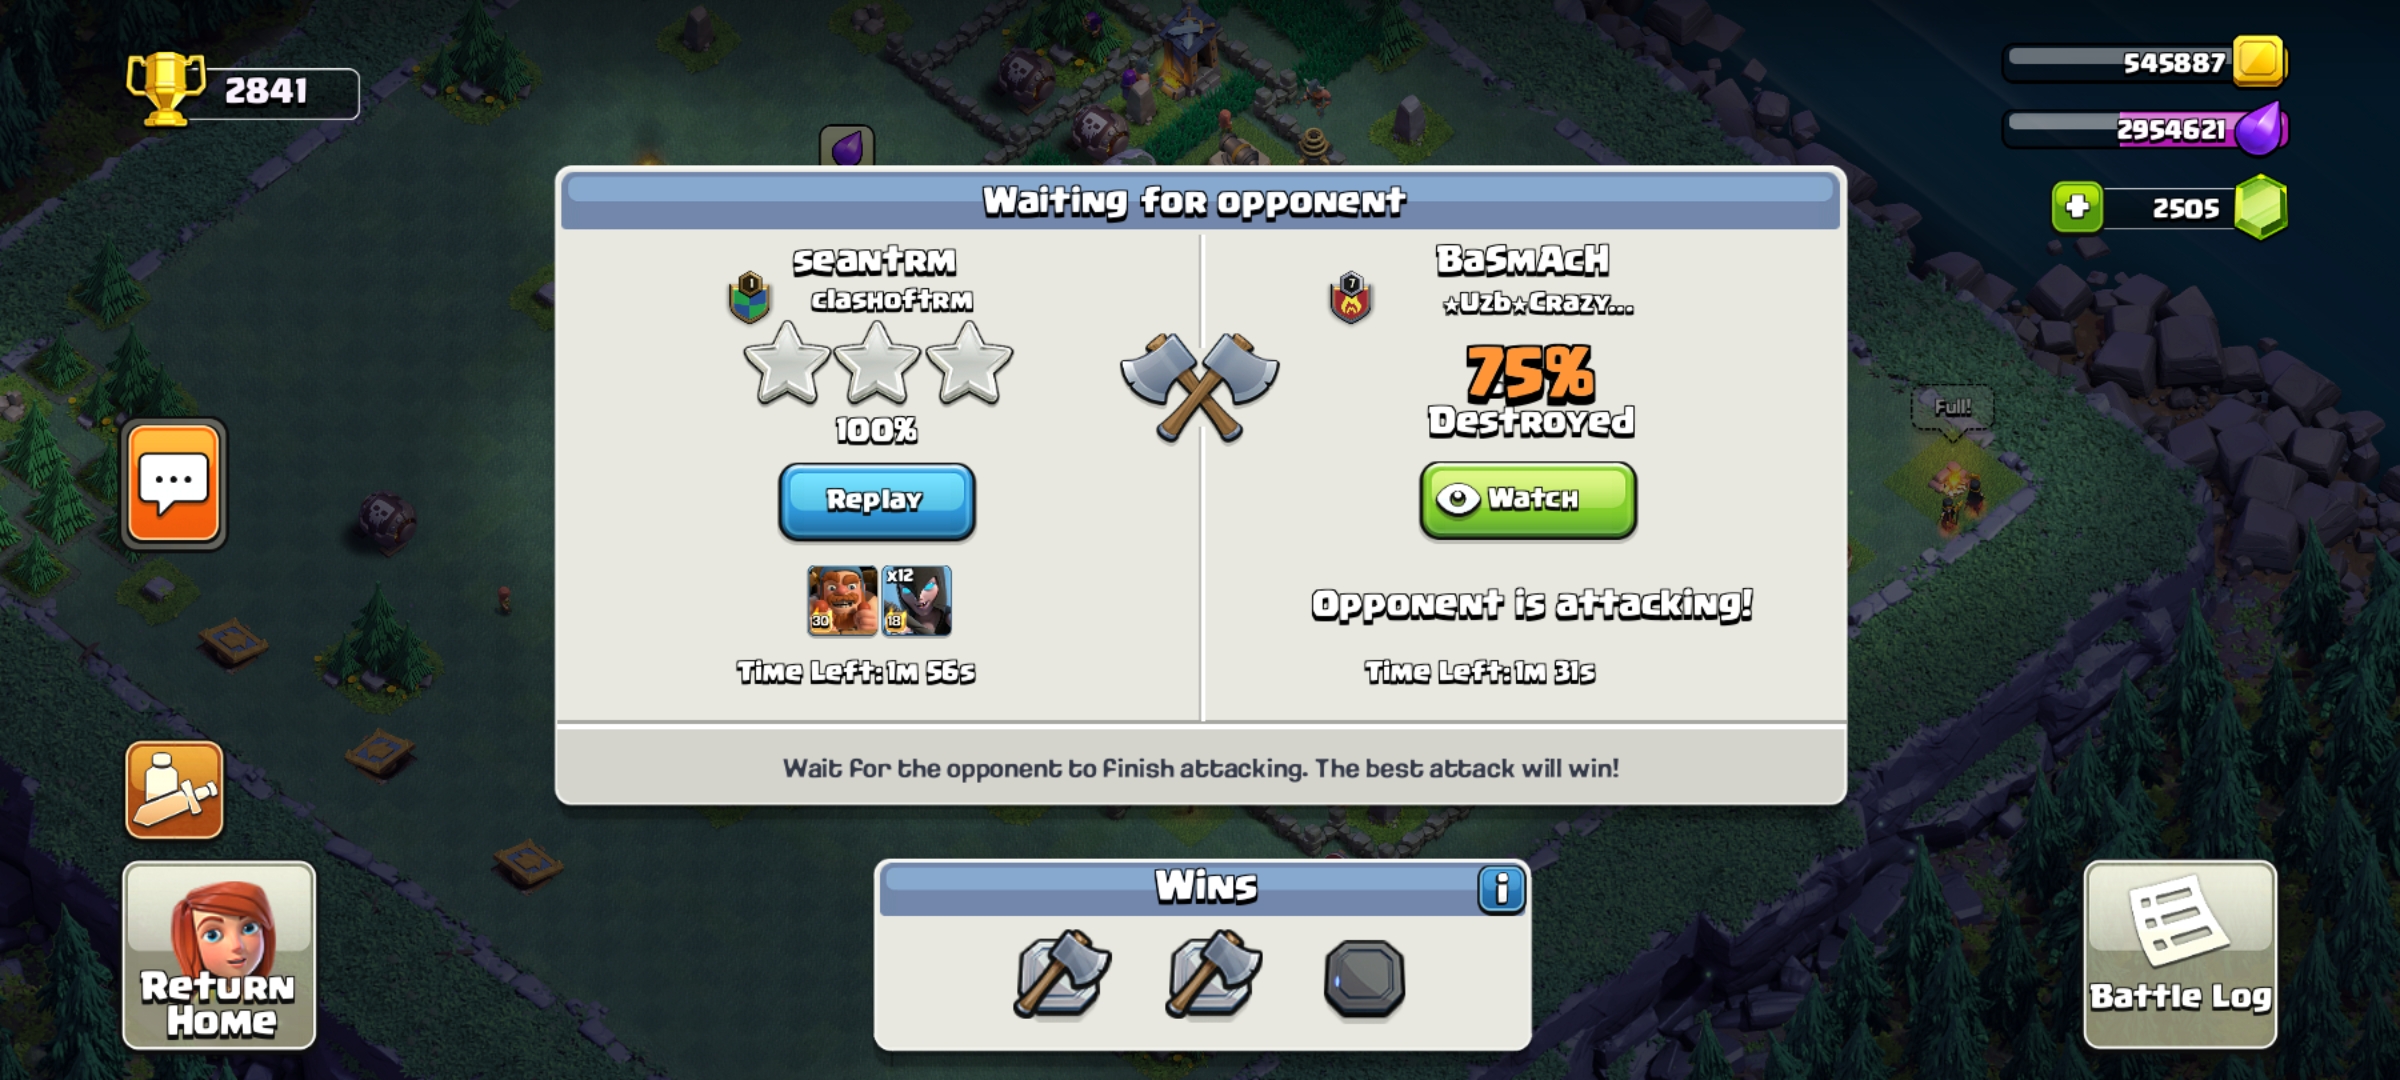 2841
545887
2954621
2505
Waiting for opponent
seantrm
1
clashoftrm
100%
Replay
30
x12
18
Time Left: 1m 56s
BaSmAcH
7
★Uzb★Crazy...
75%
Destroyed
Watch
Opponent is attacking!
Time Left: 1m 31s
Wait for the opponent to finish attacking. The best attack will win!
Full!
Wins
i
Return
Home
Battle Log